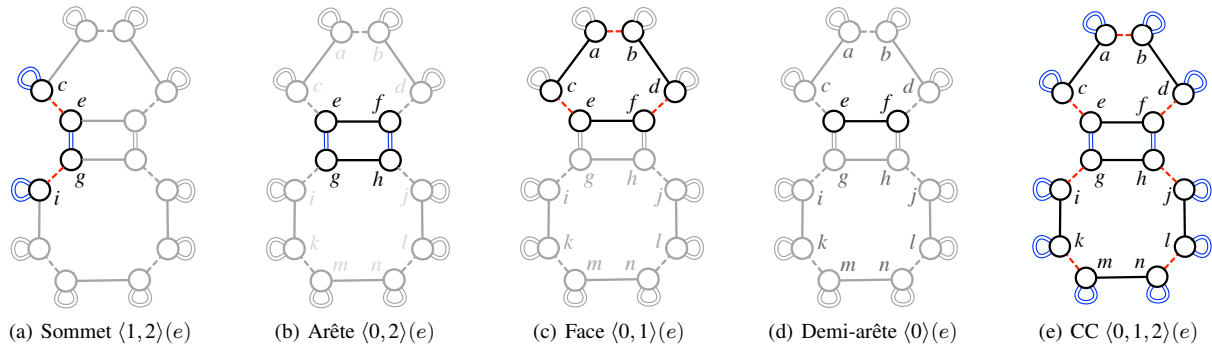 c
e
g
i
(a) Sommet ⟨1,2⟩(e)
a b
c d
e f
g h
i j
k l
m n
(b) Arête ⟨0,2⟩(e)
a b
c d
e f
g h
i j
k l
m n
(c) Face ⟨0,1⟩(e)
a b
c d
e f
g h
i j
k l
m n
(d) Demi-arête ⟨0⟩(e)
a b
c d
e f
g h
i j
k l
m n
(e) CC ⟨0,1,2⟩(e)